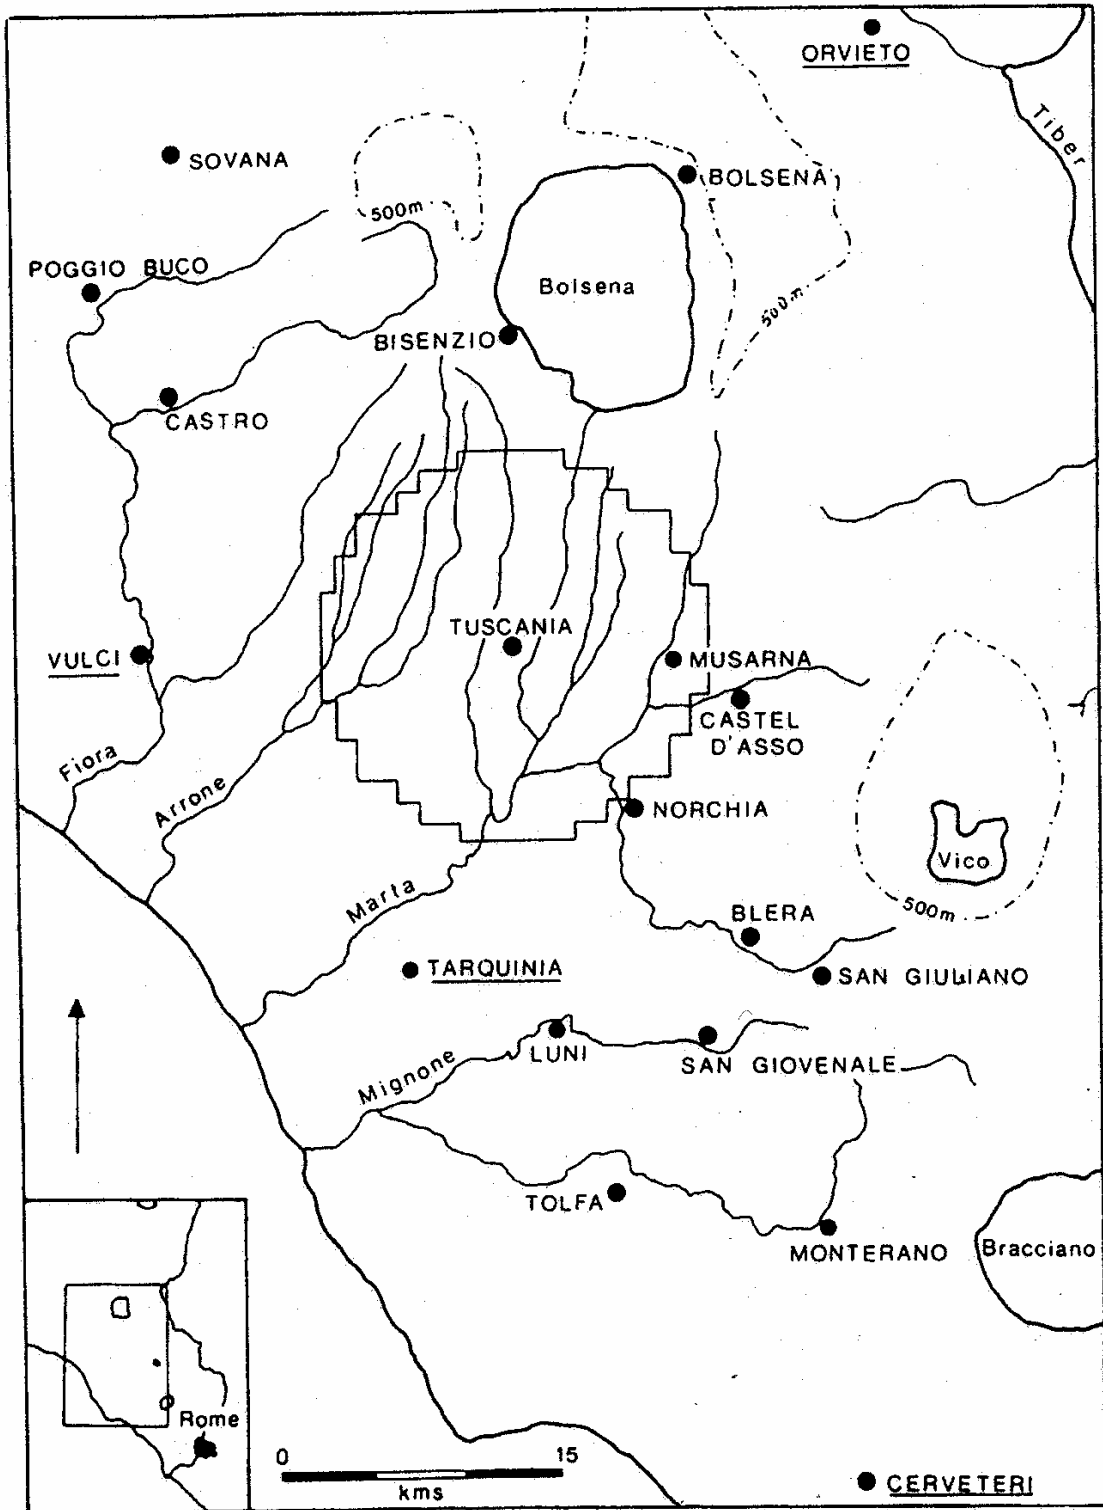 ORVIETO
Tiber
SOVANA
BOLSENA
500m
POGGIO BUCO
Bolsena
500m
BISENZIO
CASTRO
TUSCANIA
VULCI
MUSARNA
CASTEL
D'ASSO
Fiora
Arrone
NORCHIA
Vico
Marta
500m
BLERA
TARQUINIA
SAN GIULIANO
LUNI
Mignone
SAN GIOVENALE
TOLFA
MONTERANO
Bracciano
Rome
0 15
kms
CERVETERI